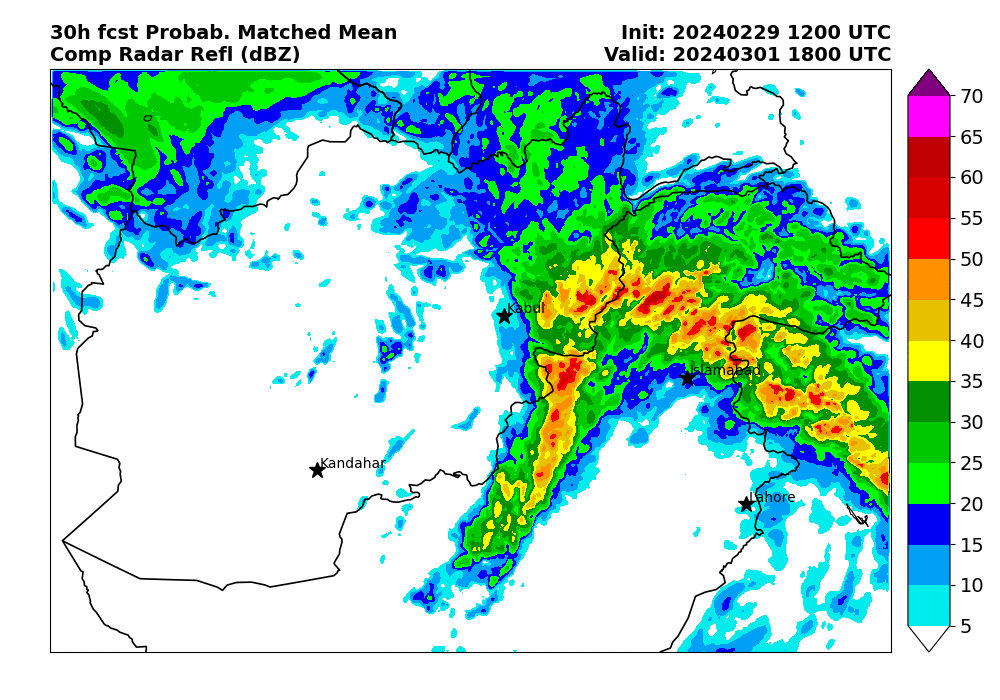 30h fcst Probab. Matched Mean
Comp Radar Refl (dBZ)
Init: 20240229 1200 UTC
Valid: 20240301 1800 UTC
70
65
60
55
50
45
40
35
30
25
20
15
10
5
Kabul
Islamabad
Kandahar
Lahore